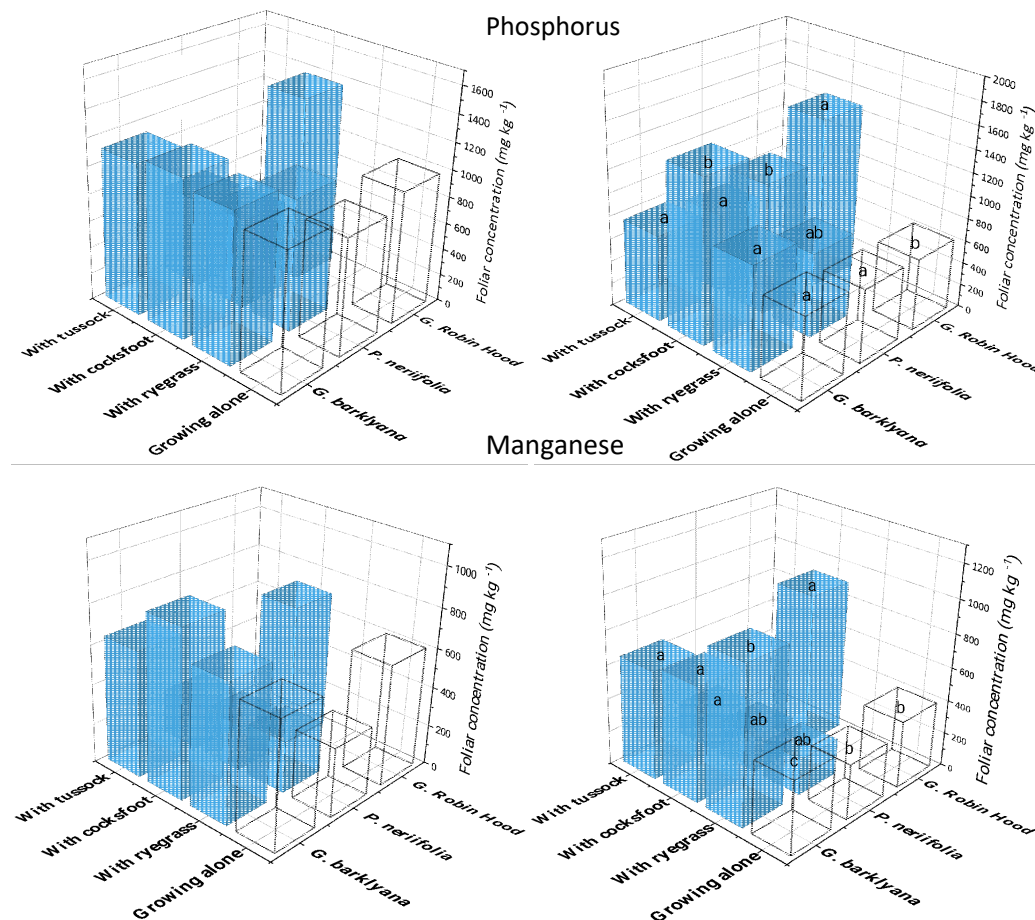 Phosphorus
1600
1400
1200
1000
800
600
400
200
0
Foliar concentration (mg kg⁻¹)
With tussock
With cocksfoot
With ryegrass
Growing alone
G. barklyana
P. neriifolia
G. Robin Hood
2000
1800
1600
1400
1200
1000
800
600
400
200
0
Foliar concentration (mg kg⁻¹)
a
b
b
a
a
a
ab
a
a
b
With tussock
With cocksfoot
With ryegrass
Growing alone
G. barklyana
P. neriifolia
G. Robin Hood
Manganese
1000
800
600
400
200
0
Foliar concentration (mg kg⁻¹)
With tussock
With cocksfoot
With ryegrass
Growing alone
G. barklyana
P. neriifolia
G. Robin Hood
1200
1000
800
600
400
200
0
Foliar concentration (mg kg⁻¹)
a
a
b
a
a
ab
ab
c
b
b
With tussock
With cocksfoot
With ryegrass
Growing alone
G. barklyana
P. neriifolia
G. Robin Hood